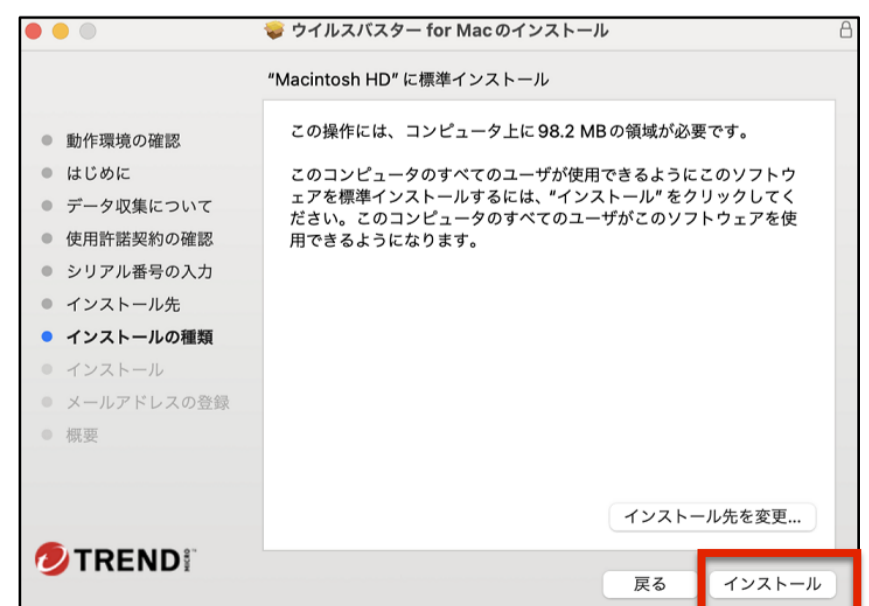 ウイルスバスター for Mac のインストール
"Macintosh HD" に標準インストール
動作環境の確認
はじめに
データ収集について
使用許諾契約の確認
シリアル番号の入力
インストール先
インストールの種類
インストール
メールアドレスの登録
概要
この操作には、コンピュータ上に 98.2 MB の領域が必要です。
このコンピュータのすべてのユーザが使用できるようにこのソフトウ
ェアを標準インストールするには、“インストール” をクリックしてく
ださい。このコンピュータのすべてのユーザがこのソフトウェアを使
用できるようになります。
インストール先を変更...
TREND MICRO
戻る
インストール